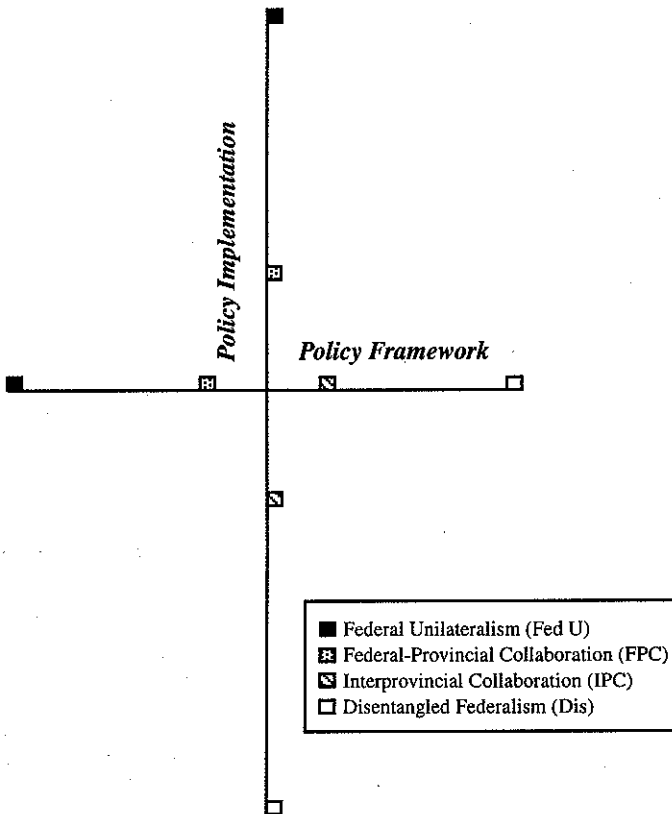 Policy Implementation
Policy Framework
Federal Unilateralism (Fed U)
Federal-Provincial Collaboration (FPC)
Interprovincial Collaboration (IPC)
Disentangled Federalism (Dis)